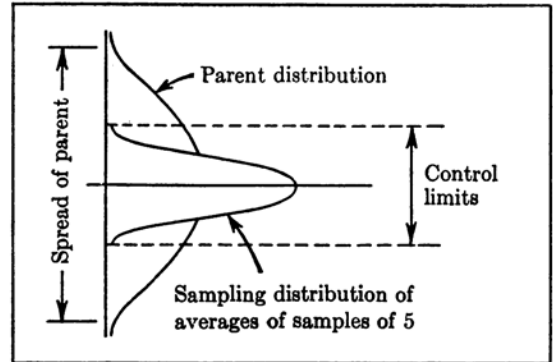 Parent distribution
Spread of parent
Control
limits
Sampling distribution of
averages of samples of 5